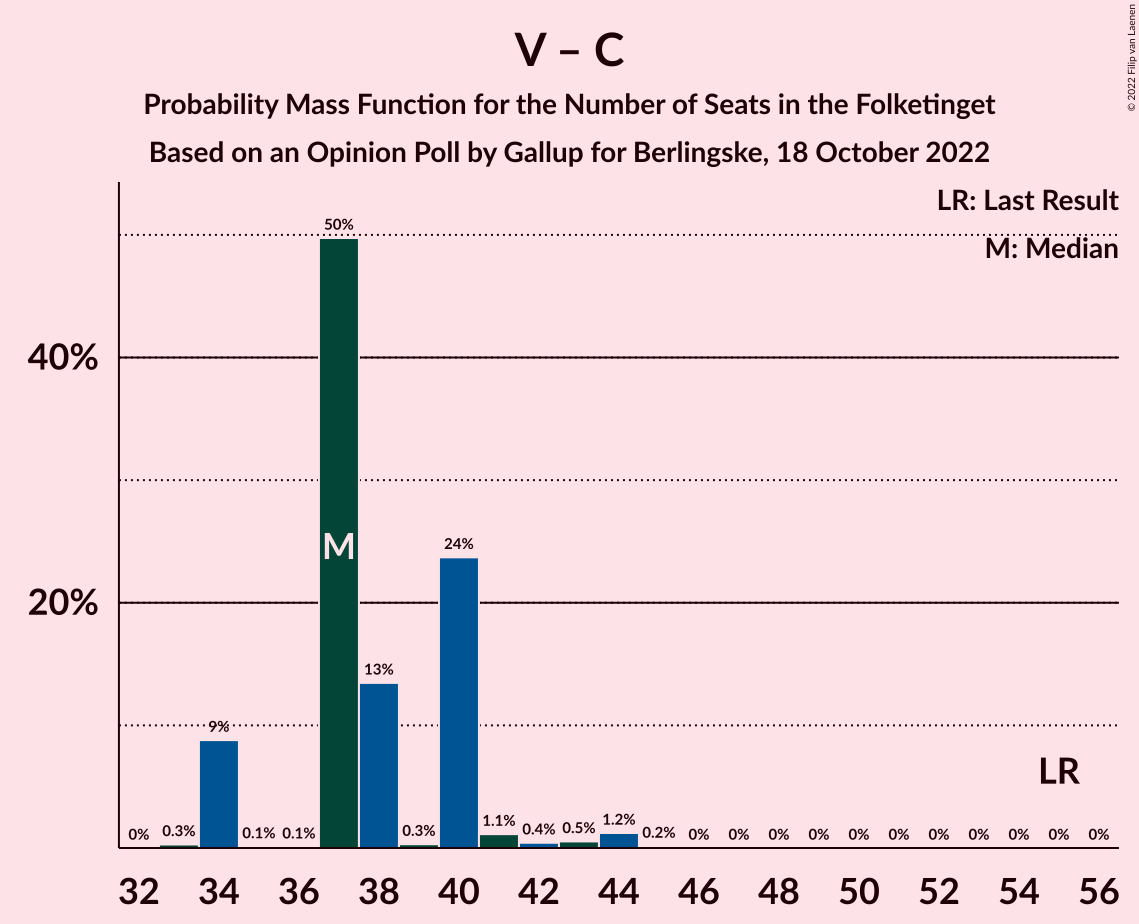 V – C
Probability Mass Function for the Number of Seats in the Folketinget
Based on an Opinion Poll by Gallup for Berlingske, 18 October 2022
© 2022 Filip van Laenen
LR: Last Result
M: Median
40%
20%
0% 0.3% 9% 0.1% 0.1% 50% 13% 0.3% 24% 1.1% 0.4% 0.5% 1.2% 0.2% 0% 0% 0% 0% 0% 0% 0% 0% 0% 0% 0%
M
LR
32 34 36 38 40 42 44 46 48 50 52 54 56